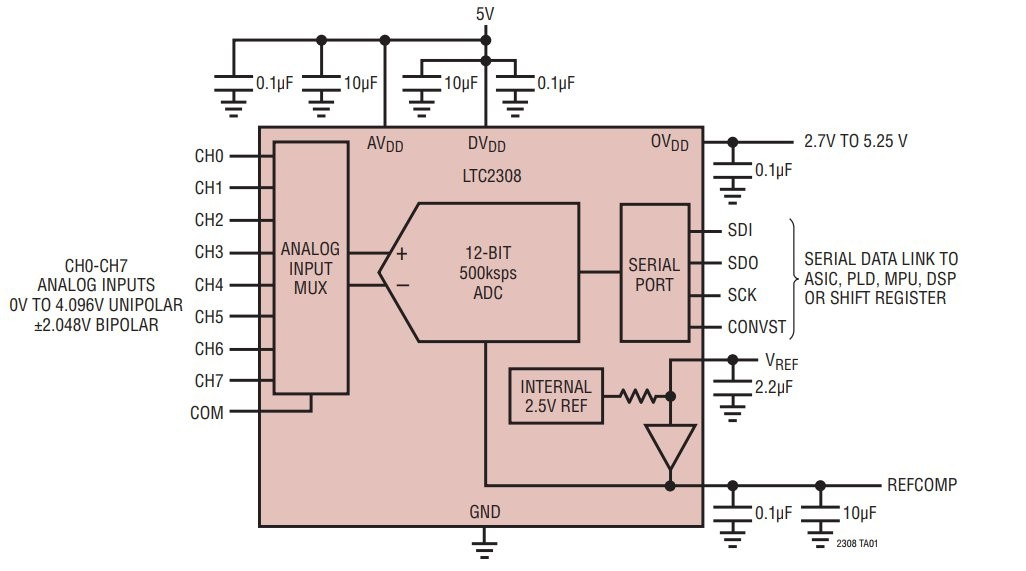 5V
0.1µF
10µF
10µF
0.1µF
AVDD
DVDD
OVDD
2.7V TO 5.25 V
0.1µF
LTC2308
CH0
CH1
CH2
CH3
CH4
CH5
CH6
CH7
COM
CH0-CH7
ANALOG INPUTS
0V TO 4.096V UNIPOLAR
±2.048V BIPOLAR
ANALOG
INPUT
MUX
+
–
12-BIT
500ksps
ADC
SERIAL
PORT
SDI
SDO
SCK
CONVST
SERIAL DATA LINK TO
ASIC, PLD, MPU, DSP
OR SHIFT REGISTER
INTERNAL
2.5V REF
VREF
2.2µF
REFCOMP
0.1µF
10µF
GND
2308 TA01